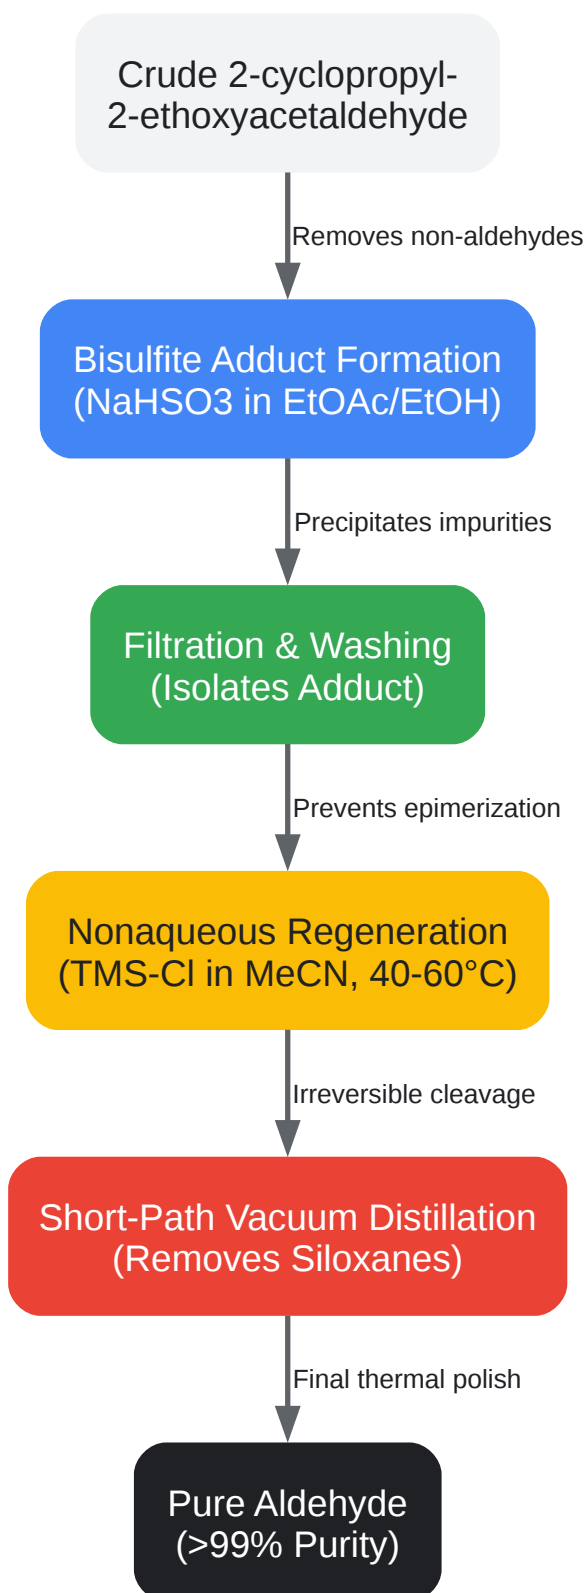 Crude 2-cyclopropyl-
2-ethoxyacetaldehyde
Removes non-aldehydes
Bisulfite Adduct Formation
(NaHSO3 in EtOAc/EtOH)
Precipitates impurities
Filtration & Washing
(Isolates Adduct)
Prevents epimerization
Nonaqueous Regeneration
(TMS-Cl in MeCN, 40-60°C)
Irreversible cleavage
Short-Path Vacuum Distillation
(Removes Siloxanes)
Final thermal polish
Pure Aldehyde
(>99% Purity)